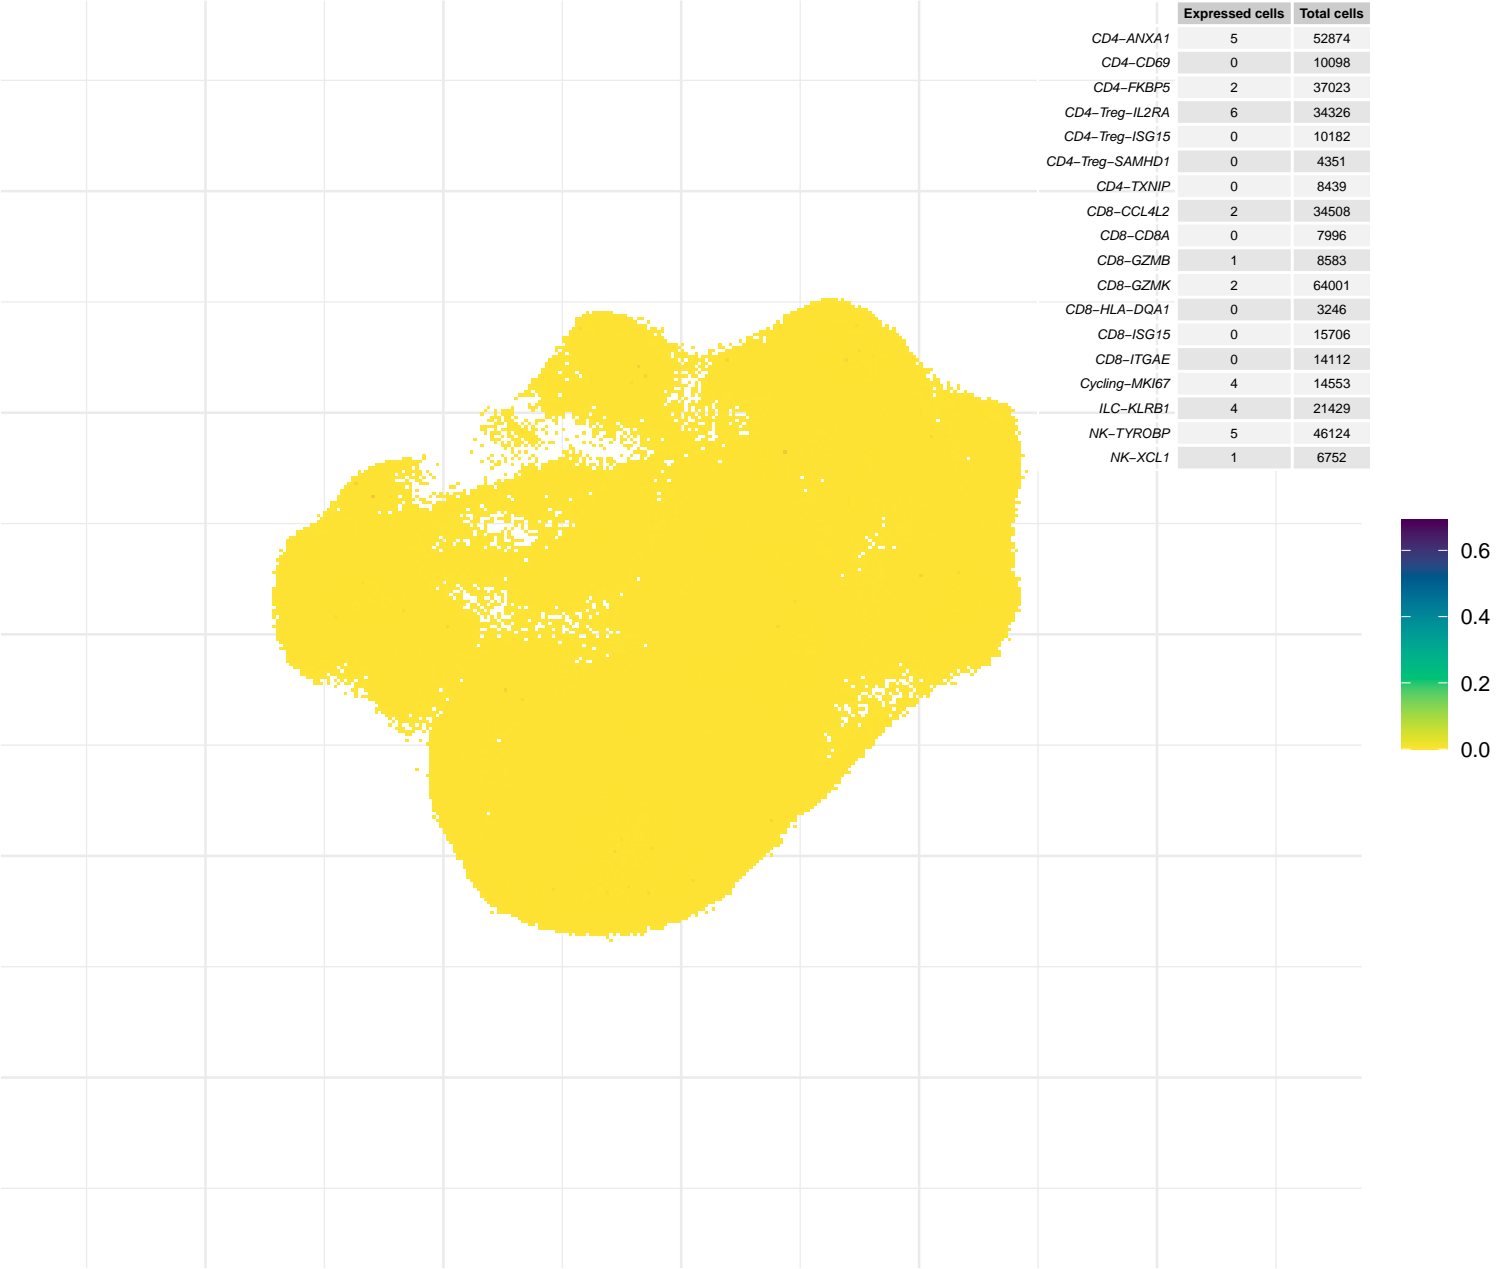 Expressed cells Total cells
CD4−ANXA1 5 52874
CD4−CD69 0 10098
CD4−FKBP5 2 37023
CD4−Treg−IL2RA 6 34326
CD4−Treg−ISG15 0 10182
CD4−Treg−SAMHD1 0 4351
CD4−TXNIP 0 8439
CD8−CCL4L2 2 34508
CD8−CD8A 0 7996
CD8−GZMB 1 8583
CD8−GZMK 2 64001
CD8−HLA−DQA1 0 3246
CD8−ISG15 0 15706
CD8−ITGAE 0 14112
Cycling−MKI67 4 14553
ILC−KLRB1 4 21429
NK−TYROBP 5 46124
NK−XCL1 1 6752
0.6
0.4
0.2
0.0